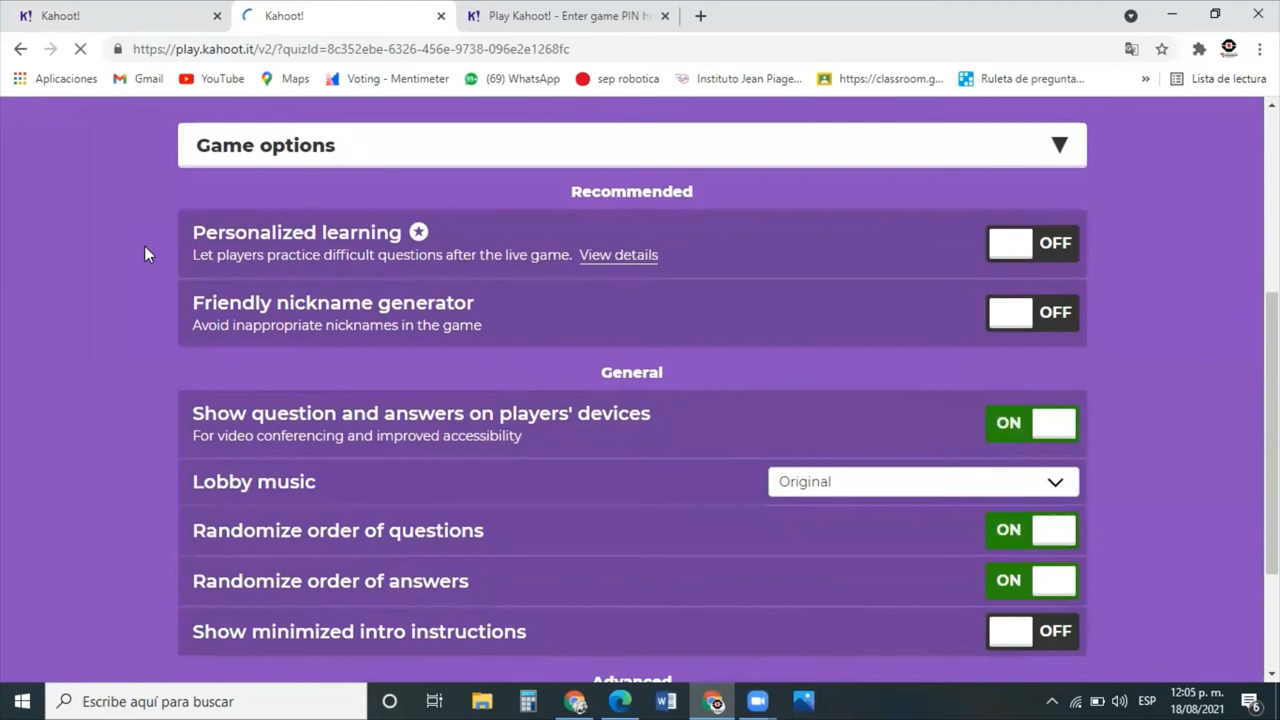 Kahoot!
Kahoot!
Play Kahoot! - Enter game PIN h
https://play.kahoot.it/v2/?quizId=8c352ebe-6326-456e-9738-096e2e1268fc
Aplicaciones
Gmail
YouTube
Maps
Voting - Mentimeter
(69) WhatsApp
sep robotica
Instituto Jean Piage...
https://classroom.g...
Ruleta de pregunta...
»
Lista de lectura
Game options
Recommended
Personalized learning
OFF
Let players practice difficult questions after the live game. View details
Friendly nickname generator
OFF
Avoid inappropriate nicknames in the game
General
Show question and answers on players' devices
ON
For video conferencing and improved accessibility
Lobby music
Original
Randomize order of questions
ON
Randomize order of answers
ON
Show minimized intro instructions
OFF
Advanced
Escribe aquí para buscar
ESP
12:05 p. m.
18/08/2021
6